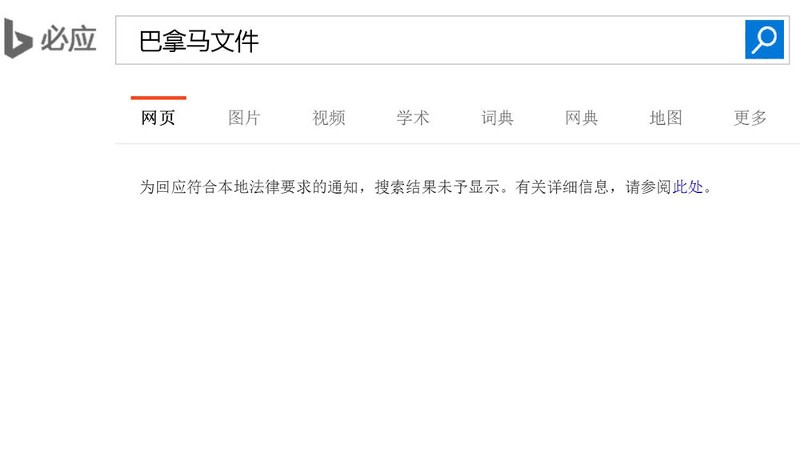 必应
巴拿马文件
网页 图片 视频 学术 词典 网典 地图 更多
为回应符合本地法律要求的通知，搜索结果未予显示。有关详细信息，请参阅此处。